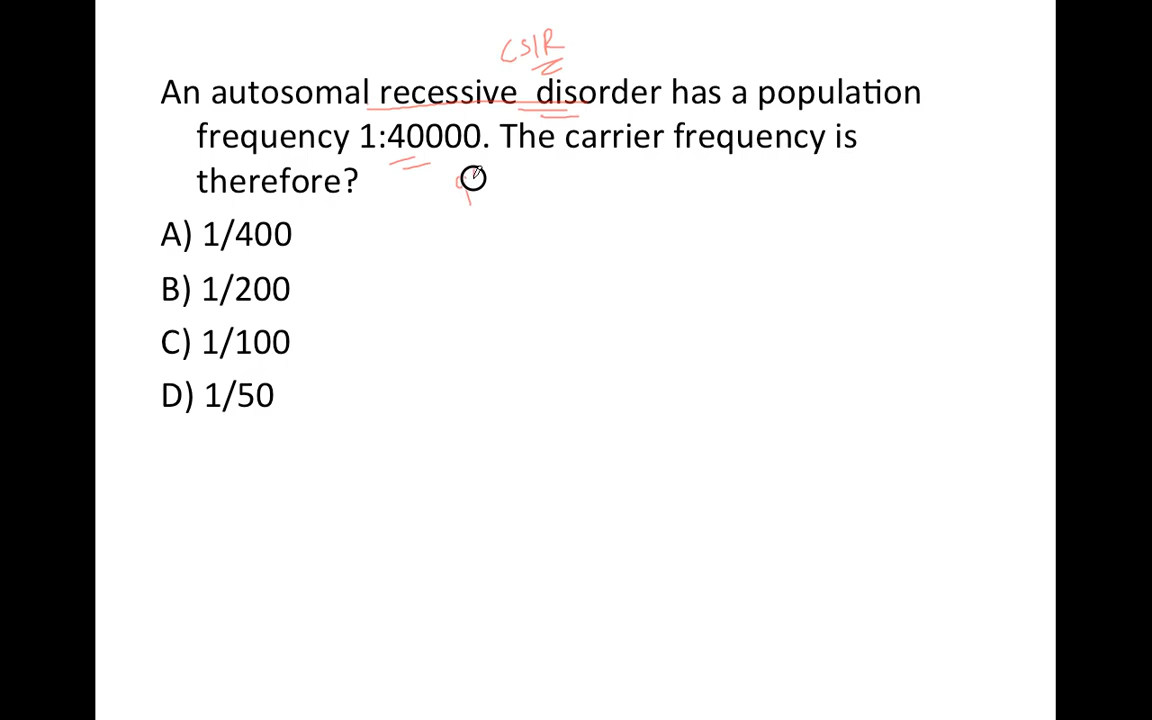 CSIR
An autosomal recessive disorder has a population
frequency 1:40000. The carrier frequency is
therefore?
A) 1/400
B) 1/200
C) 1/100
D) 1/50